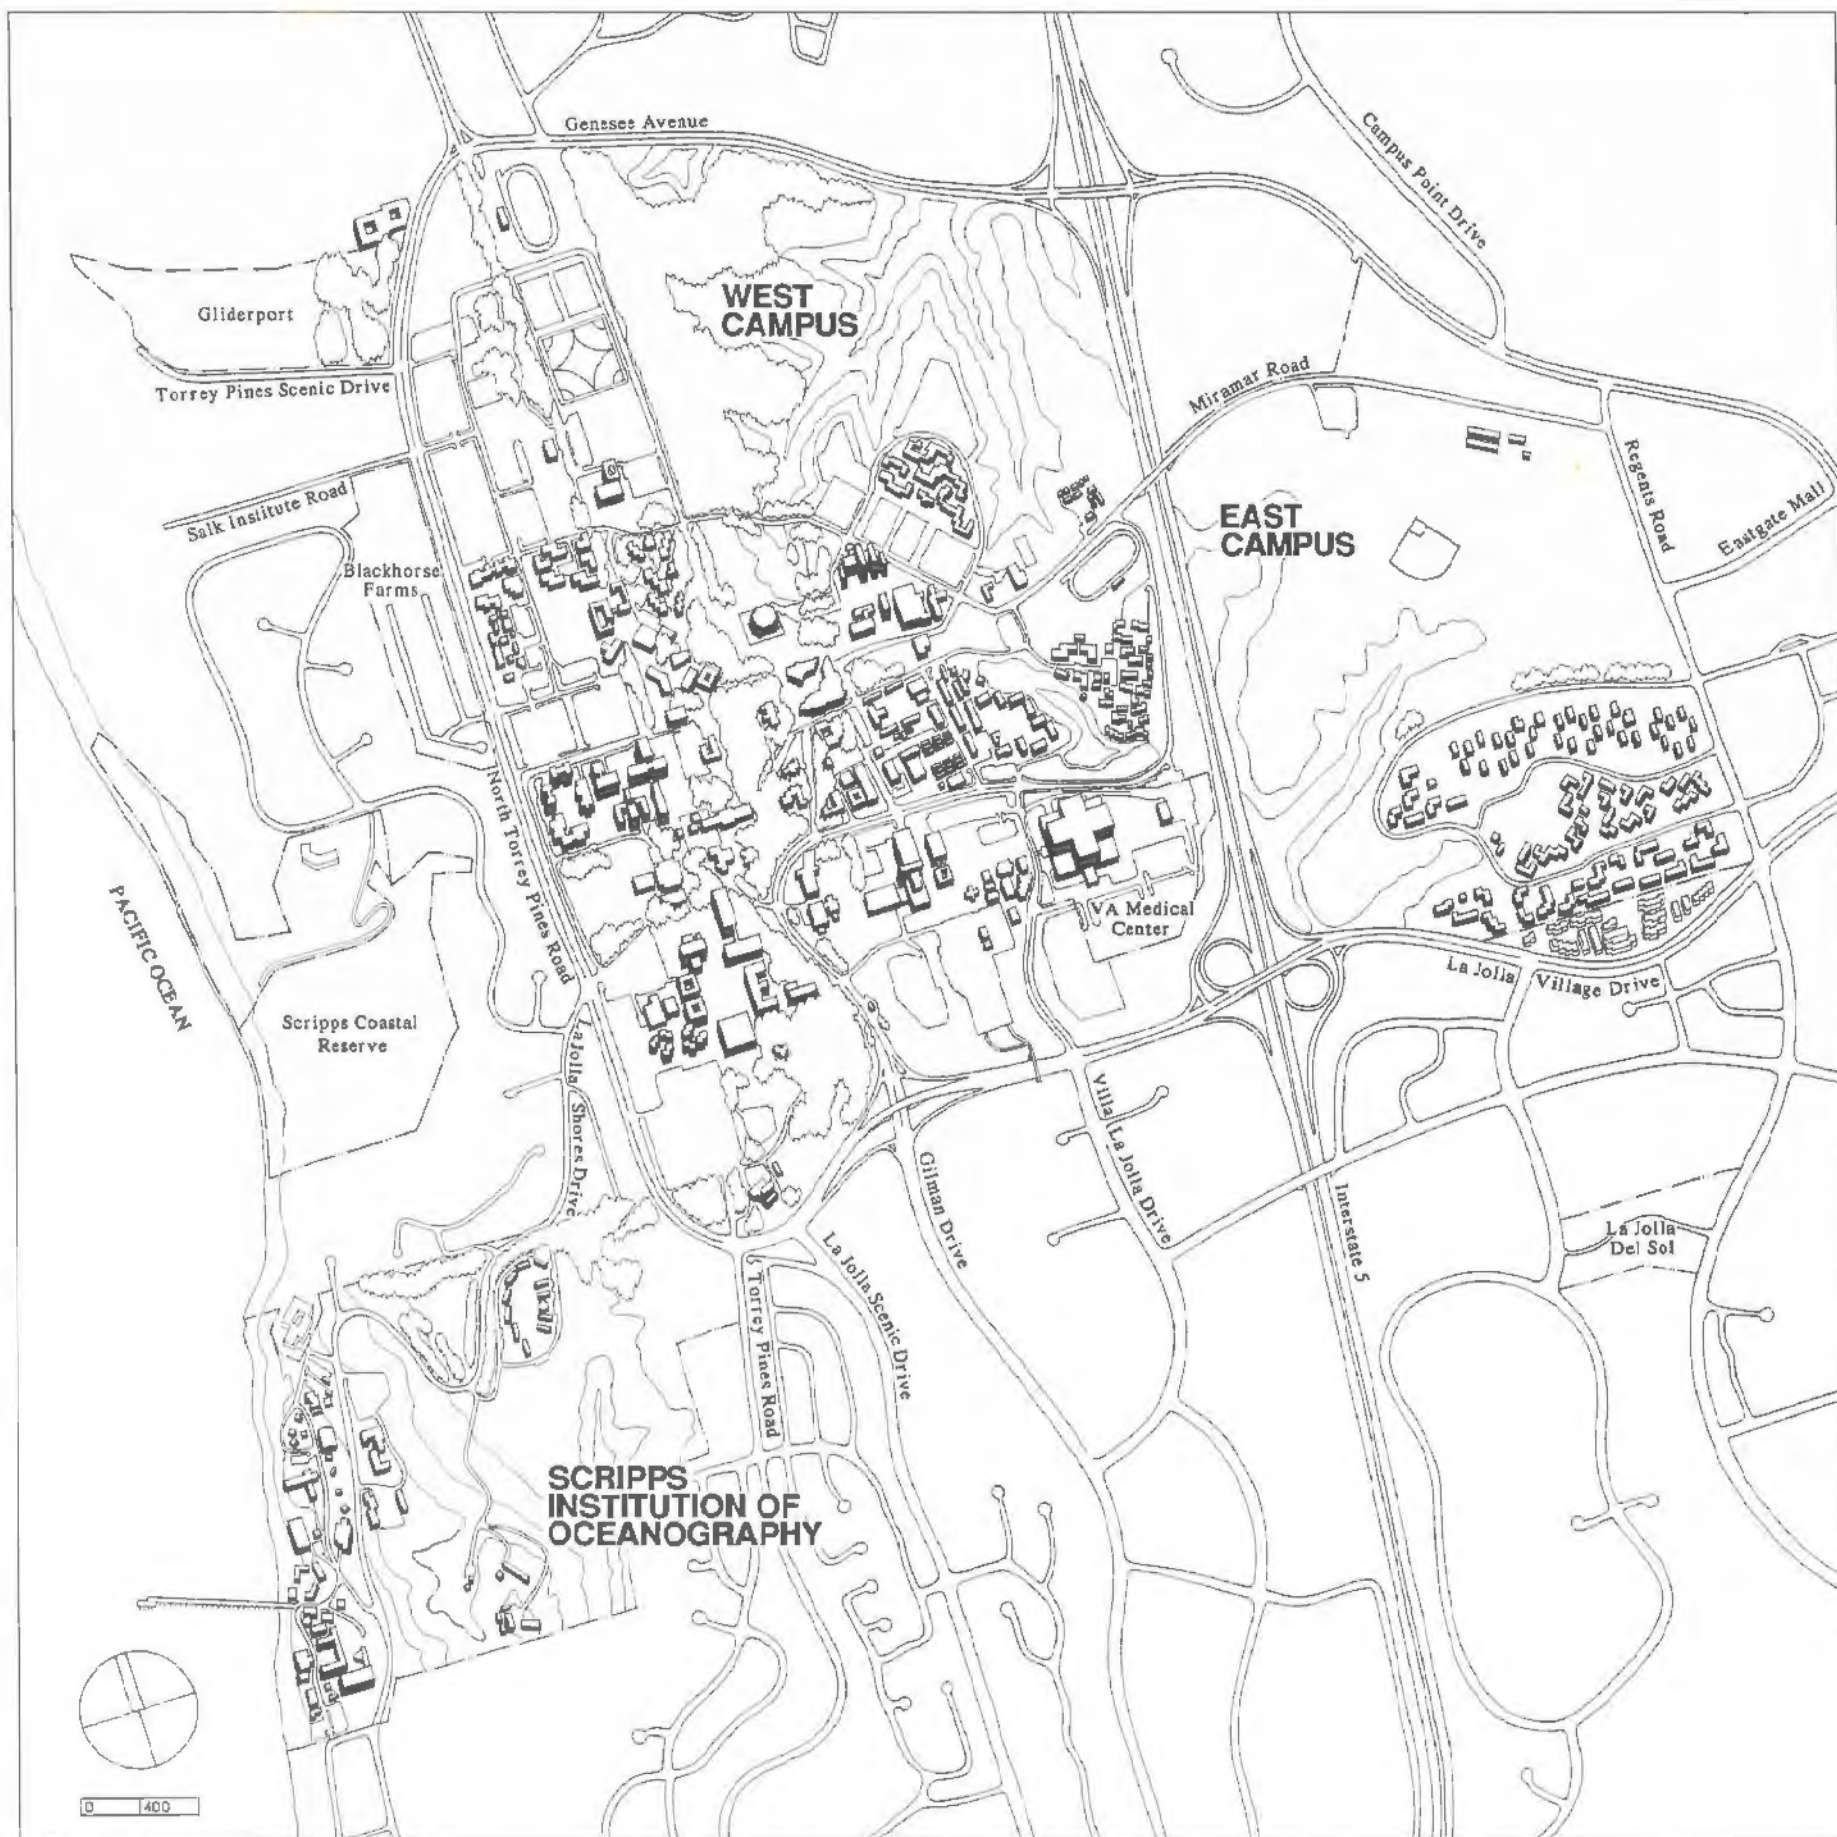 Genesee Avenue
Campus Point Drive
WEST
CAMPUS
Gliderport
Torrey Pines Scenic Drive
Miramar Road
Regents Road
Eastgate Mall
Salk Institute Road
EAST
CAMPUS
Blackhorse
Farms
North Torrey Pines Road
PACIFIC OCEAN
VA Medical
Center
La Jolla Village Drive
Scripps Coastal
Reserve
La Jolla Shores Drive
Villa La Jolla Drive
Gilman Drive
Interstate 5
La Jolla
Del Sol
La Jolla Scenic Drive
Torrey Pines Road
SCRIPPS
INSTITUTION OF
OCEANOGRAPHY
0 400